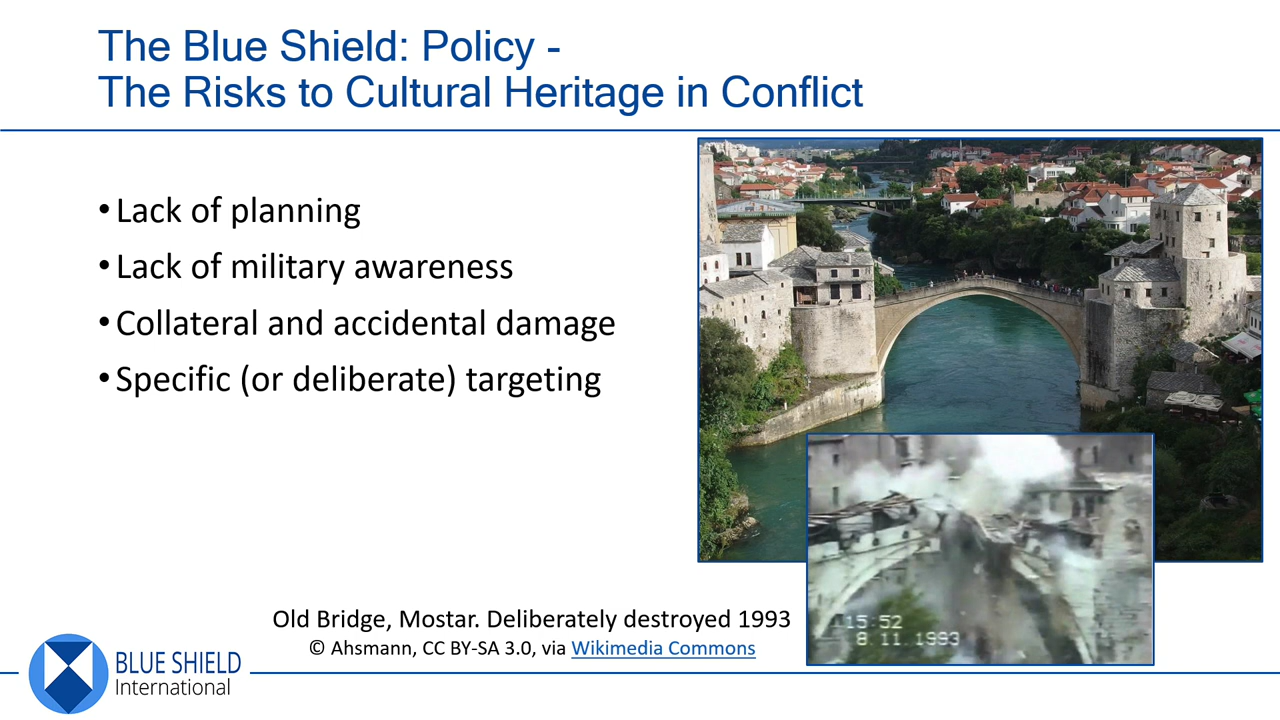 The Blue Shield: Policy -
The Risks to Cultural Heritage in Conflict
• Lack of planning
• Lack of military awareness
• Collateral and accidental damage
• Specific (or deliberate) targeting
15:52
8.11.1993
Old Bridge, Mostar. Deliberately destroyed 1993
© Ahsmann, CC BY-SA 3.0, via Wikimedia Commons
BLUE SHIELD
International